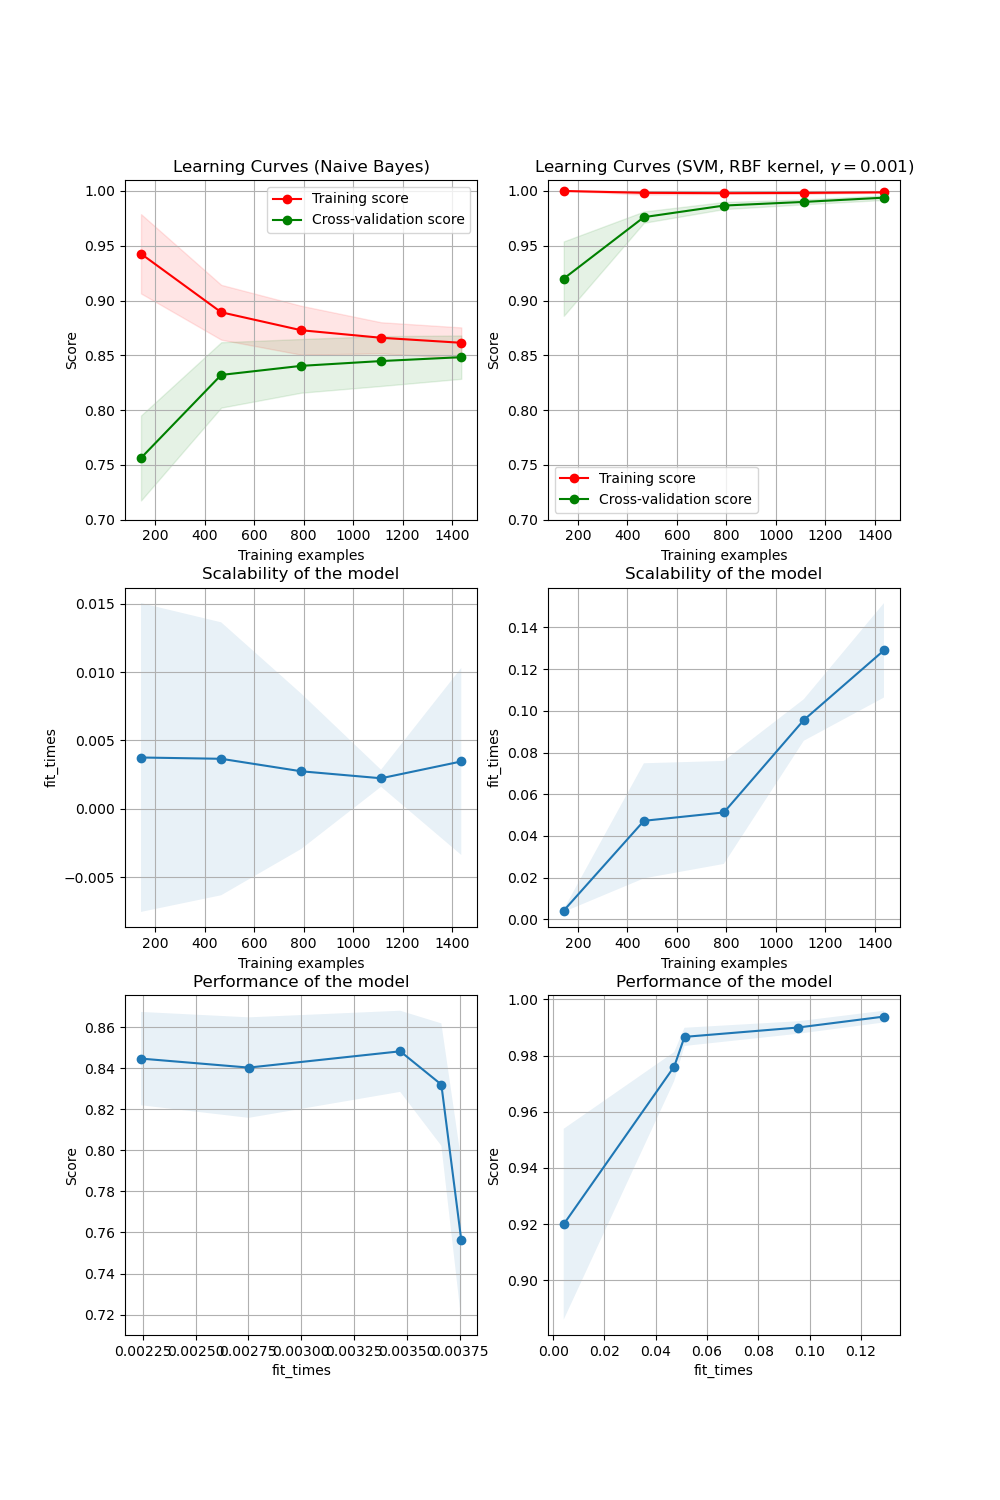 Learning Curves (Naive Bayes)
1.00
0.95
0.90
0.85
0.80
0.75
0.70
Score
Training score
Cross-validation score
200 400 600 800 1000 1200 1400
Training examples
Learning Curves (SVM, RBF kernel, γ = 0.001)
1.00
0.95
0.90
0.85
0.80
0.75
0.70
Score
Training score
Cross-validation score
200 400 600 800 1000 1200 1400
Training examples
Scalability of the model
0.015
0.010
0.005
0.000
−0.005
fit_times
200 400 600 800 1000 1200 1400
Training examples
Scalability of the model
0.14
0.12
0.10
0.08
0.06
0.04
0.02
0.00
fit_times
200 400 600 800 1000 1200 1400
Training examples
Performance of the model
0.86
0.84
0.82
0.80
0.78
0.76
0.74
0.72
Score
0.00225 0.00250 0.00275 0.00300 0.00325 0.00350 0.00375
fit_times
Performance of the model
1.00
0.98
0.96
0.94
0.92
0.90
Score
0.00 0.02 0.04 0.06 0.08 0.10 0.12
fit_times